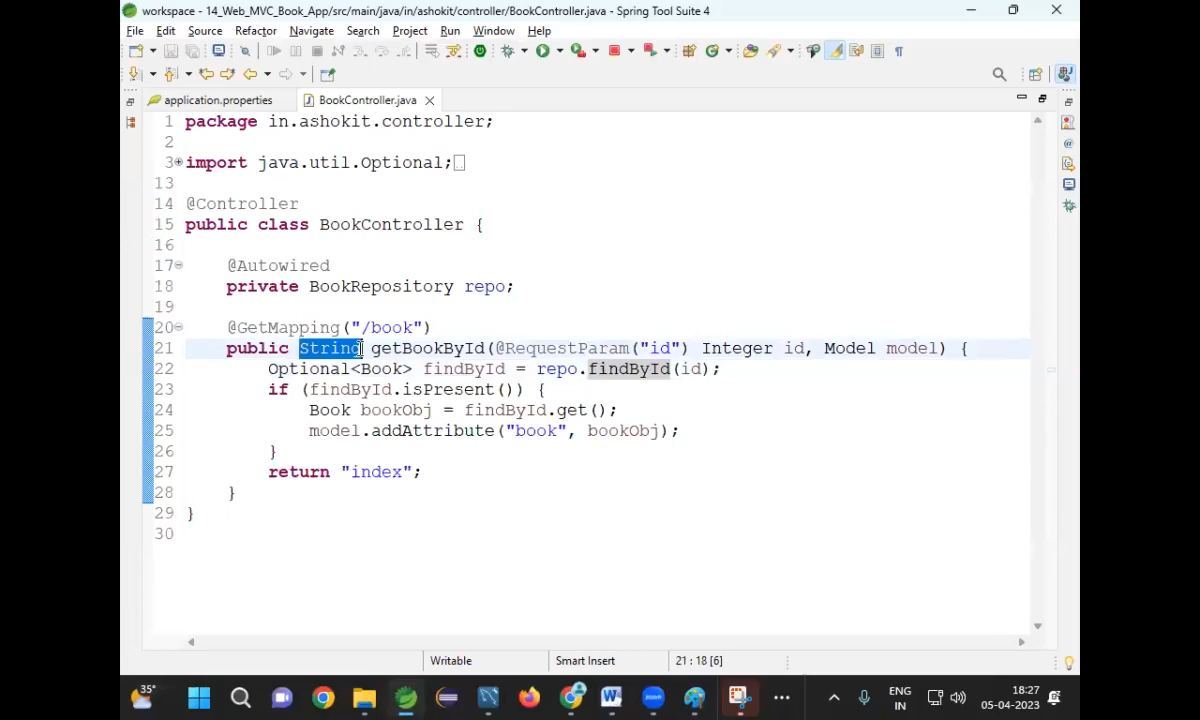 workspace - 14_Web_MVC_Book_App/src/main/java/in/ashokit/controller/BookController.java - Spring Tool Suite 4
File Edit Source Refactor Navigate Search Project Run Window Help
application.properties BookController.java
1 package in.ashokit.controller;
2
3 import java.util.Optional;
13
14 @Controller
15 public class BookController {
16
17 @Autowired
18 private BookRepository repo;
19
20 @GetMapping("/book")
21 public String getBookById(@RequestParam("id") Integer id, Model model) {
22 Optional<Book> findById = repo.findById(id);
23 if (findById.isPresent()) {
24 Book bookObj = findById.get();
25 model.addAttribute("book", bookObj);
26 }
27 return "index";
28 }
29 }
30
Writable Smart Insert 21 : 18 [6]
35° ENG 18:27
IN 05-04-2023